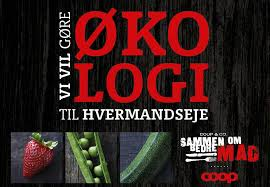 VI VIL GØRE
ØKO
LOGI
TIL HVERMANDSEJE
COOP & CO.
SAMMEN OM
BEDRE MAD
coop